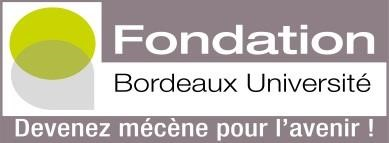 Fondation
Bordeaux Université
Devenez mécène pour l'avenir !